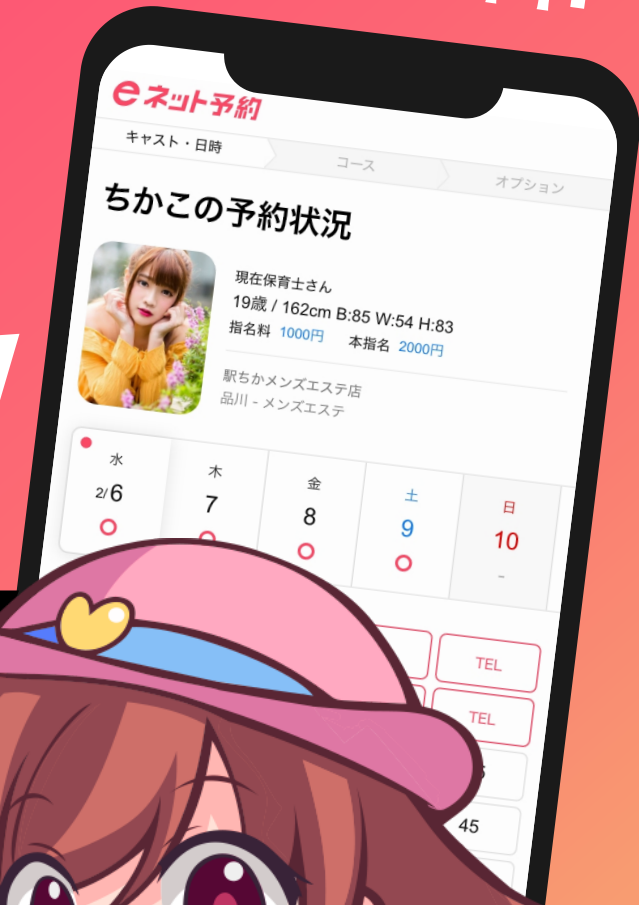 eネット予約
キャスト・日時
コース
オプション
ちかこの予約状況
現在保育士さん
19歳 / 162cm B:85 W:54 H:83
指名料 1000円 本指名 2000円
駅ちかメンズエステ店
品川 - メンズエステ
水 木 金 土 日
2/6 7 8 9 10
-
TEL
TEL
45